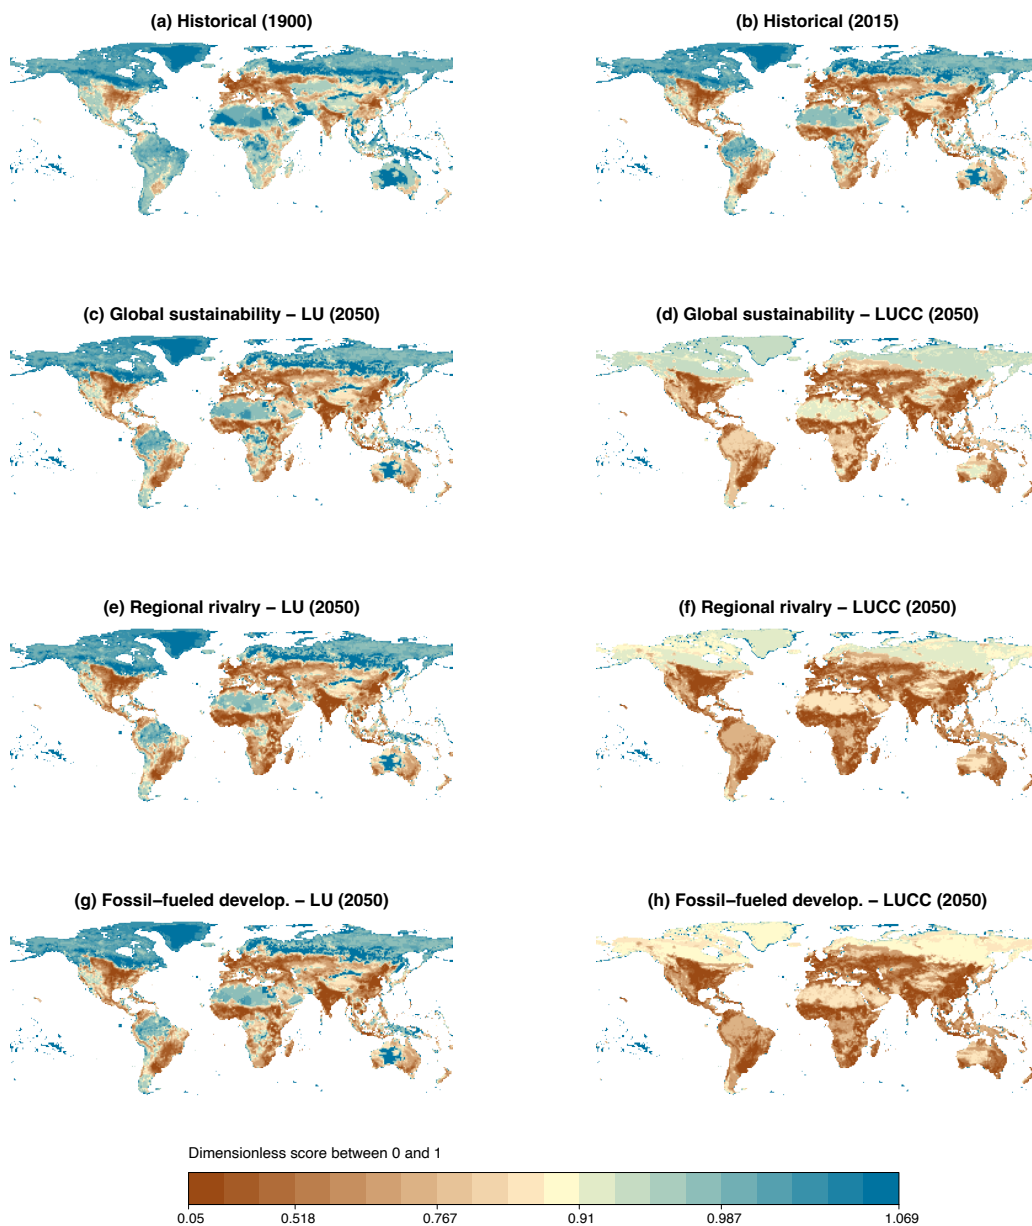 (a) Historical (1900)
(b) Historical (2015)
(c) Global sustainability – LU (2050)
(d) Global sustainability – LUCC (2050)
(e) Regional rivalry – LU (2050)
(f) Regional rivalry – LUCC (2050)
(g) Fossil–fueled develop. – LU (2050)
(h) Fossil–fueled develop. – LUCC (2050)
Dimensionless score between 0 and 1
0.05 0.518 0.767 0.91 0.987 1.069